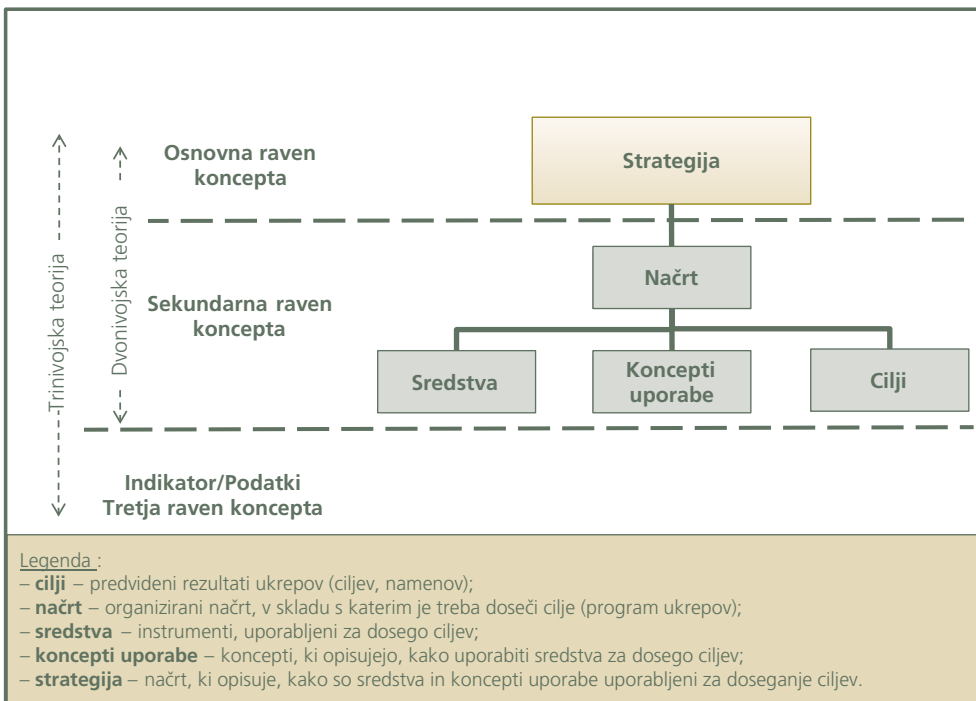 Trinivojska teorija
Dvonivojska teorija
Osnovna raven
koncepta
Strategija
Sekundarna raven
koncepta
Načrt
Sredstva
Koncepti
uporabe
Cilji
Indikator/Podatki
Tretja raven koncepta
Legenda :
– cilji – predvideni rezultati ukrepov (ciljev, namenov);
– načrt – organizirani načrt, v skladu s katerim je treba doseči cilje (program ukrepov);
– sredstva – instrumenti, uporabljeni za dosego ciljev;
– koncepti uporabe – koncepti, ki opisujejo, kako uporabiti sredstva za dosego ciljev;
– strategija – načrt, ki opisuje, kako so sredstva in koncepti uporabe uporabljeni za doseganje ciljev.